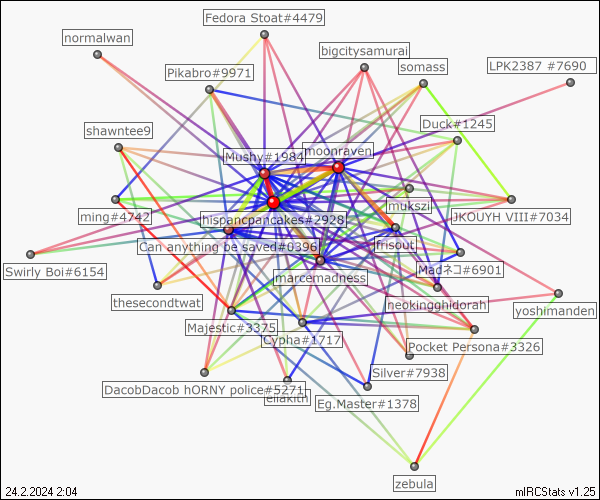 Fedora Stoat#4479
normalwan
bigcitysamurai
somass
LPK2387 #7690
Pikabro#9971
Duck#1245
shawntee9
moonraven
Mushy#1984
mukszi
ming#4742
hispanicpancakes#2928
JKOUYH VIII#7034
Can anything be saved#0396
frisout
Swirly Boi#6154
marcemadness
Madネコ#6901
thesecondtwat
neokingghidorah
yoshimanden
Majestic#3375
Cypha#1717
Pocket Persona#3326
Silver#7938
DacobDacob hORNY police#5271
Eg.Master#1378
zebula
24.2.2024 2:04
mIRCStats v1.25